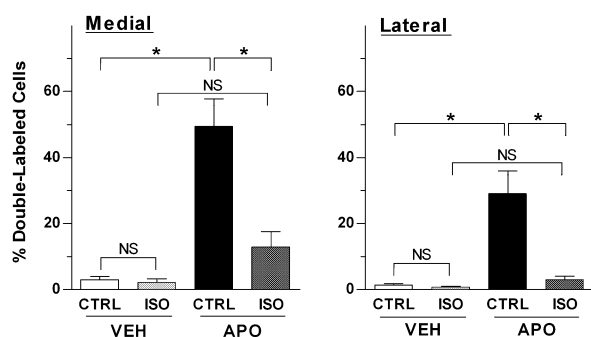 Medial
Lateral
% Double-Labeled Cells
60
40
20
0
* *
NS
NS
CTRL ISO CTRL ISO
VEH APO
60
40
20
0
* *
NS
NS
CTRL ISO CTRL ISO
VEH APO